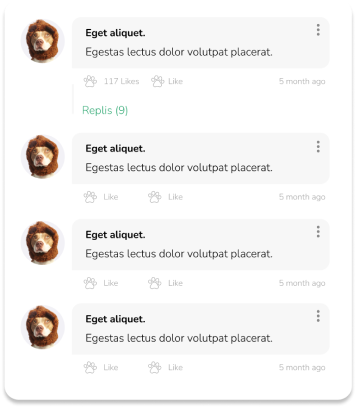 Eget aliquet.
Egestas lectus dolor volutpat placerat.
117 Likes Like 5 month ago
Replis (9)
Eget aliquet.
Egestas lectus dolor volutpat placerat.
Like Like 5 month ago
Eget aliquet.
Egestas lectus dolor volutpat placerat.
Like Like 5 month ago
Eget aliquet.
Egestas lectus dolor volutpat placerat.
Like Like 5 month ago